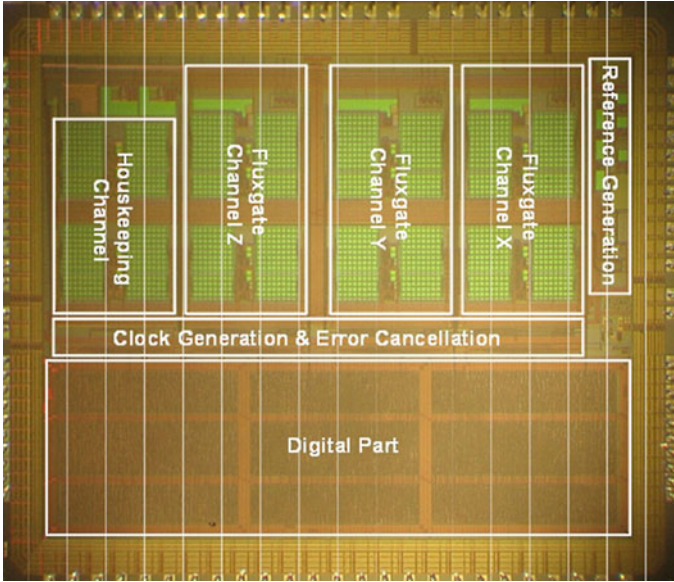 Houskeeping
Channel
Fluxgate
Channel Z
Fluxgate
Channel Y
Fluxgate
Channel X
Reference Generation
Clock Generation & Error Cancellation
Digital Part